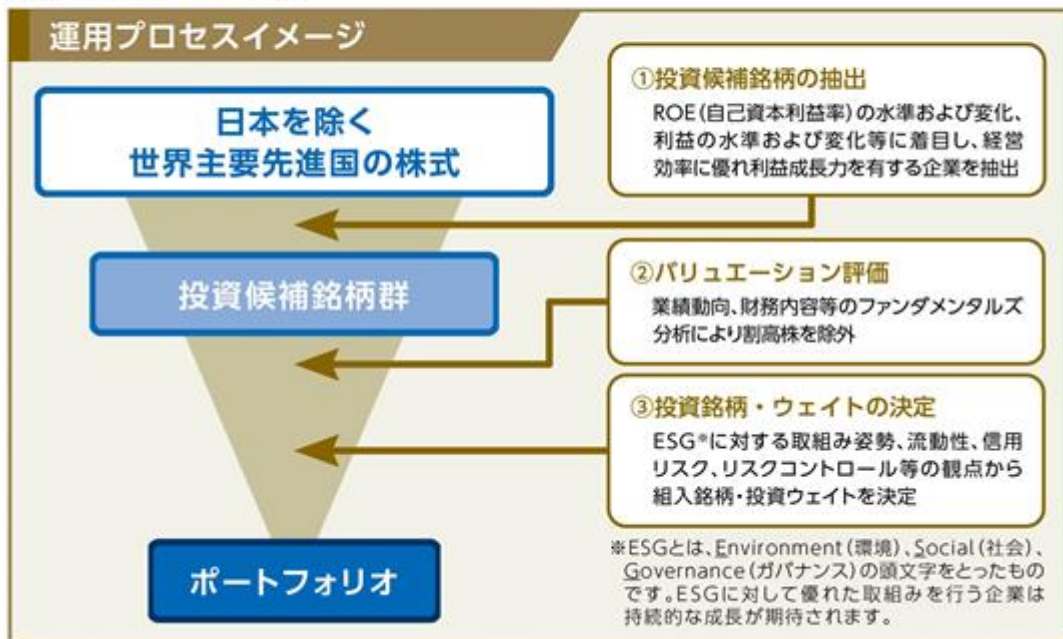 運用プロセスイメージ
日本を除く
世界主要先進国の株式
①投資候補銘柄の抽出
ROE(自己資本利益率)の水準および変化、
利益の水準および変化等に着目し、経営
効率に優れ利益成長力を有する企業を抽出
投資候補銘柄群
②バリュエーション評価
業績動向、財務内容等のファンダメンタルズ
分析により割高株を除外
③投資銘柄・ウェイトの決定
ESG※に対する取組み姿勢、流動性、信用
リスク、リスクコントロール等の観点から
組入銘柄・投資ウェイトを決定
ポートフォリオ
※ESGとは、Environment(環境)、Social(社会)、
Governance(ガバナンス)の頭文字をとったもの
です。ESGに対して優れた取組みを行う企業は
持続的な成長が期待されます。